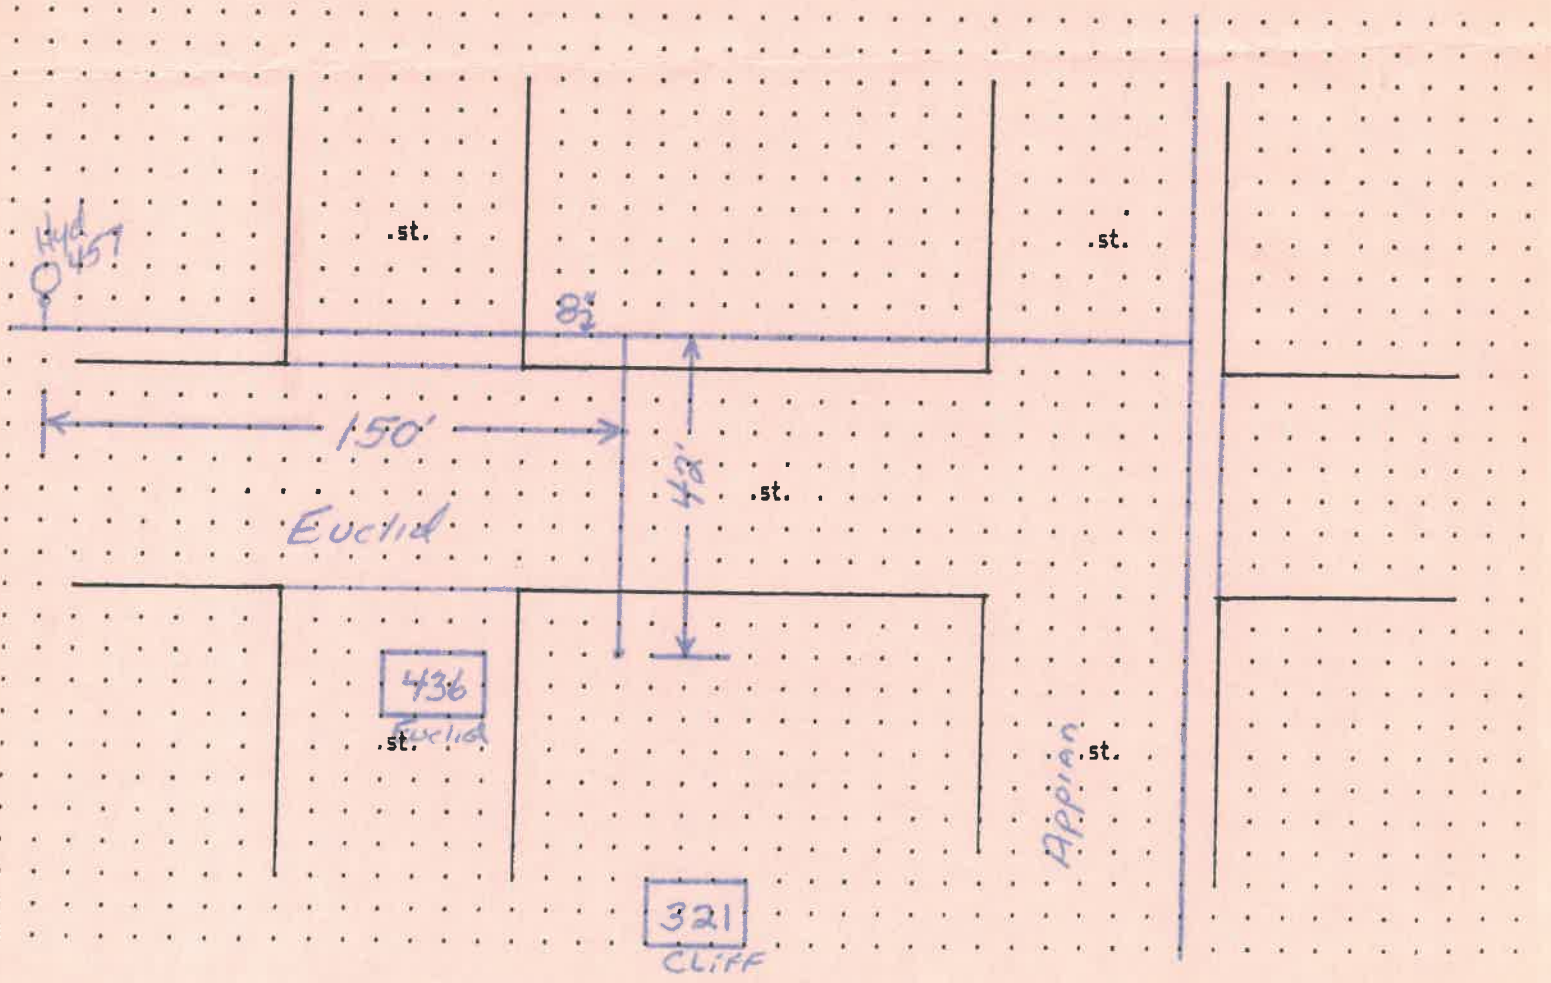 Hyd
457
.st.
.st.
8"
150'
42'
.st.
Euclid
436
Euclid
.st.
.st.
Appian
321
CLIFF